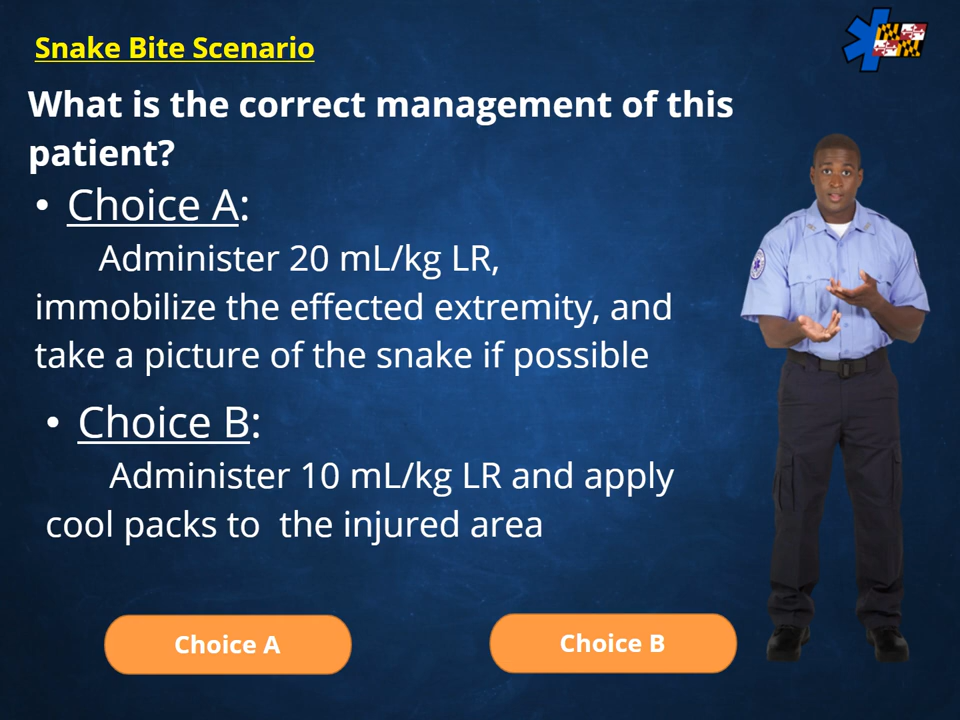 Snake Bite Scenario
What is the correct management of this
patient?
• Choice A:
Administer 20 mL/kg LR,
immobilize the effected extremity, and
take a picture of the snake if possible
• Choice B:
Administer 10 mL/kg LR and apply
cool packs to  the injured area
Choice A
Choice B